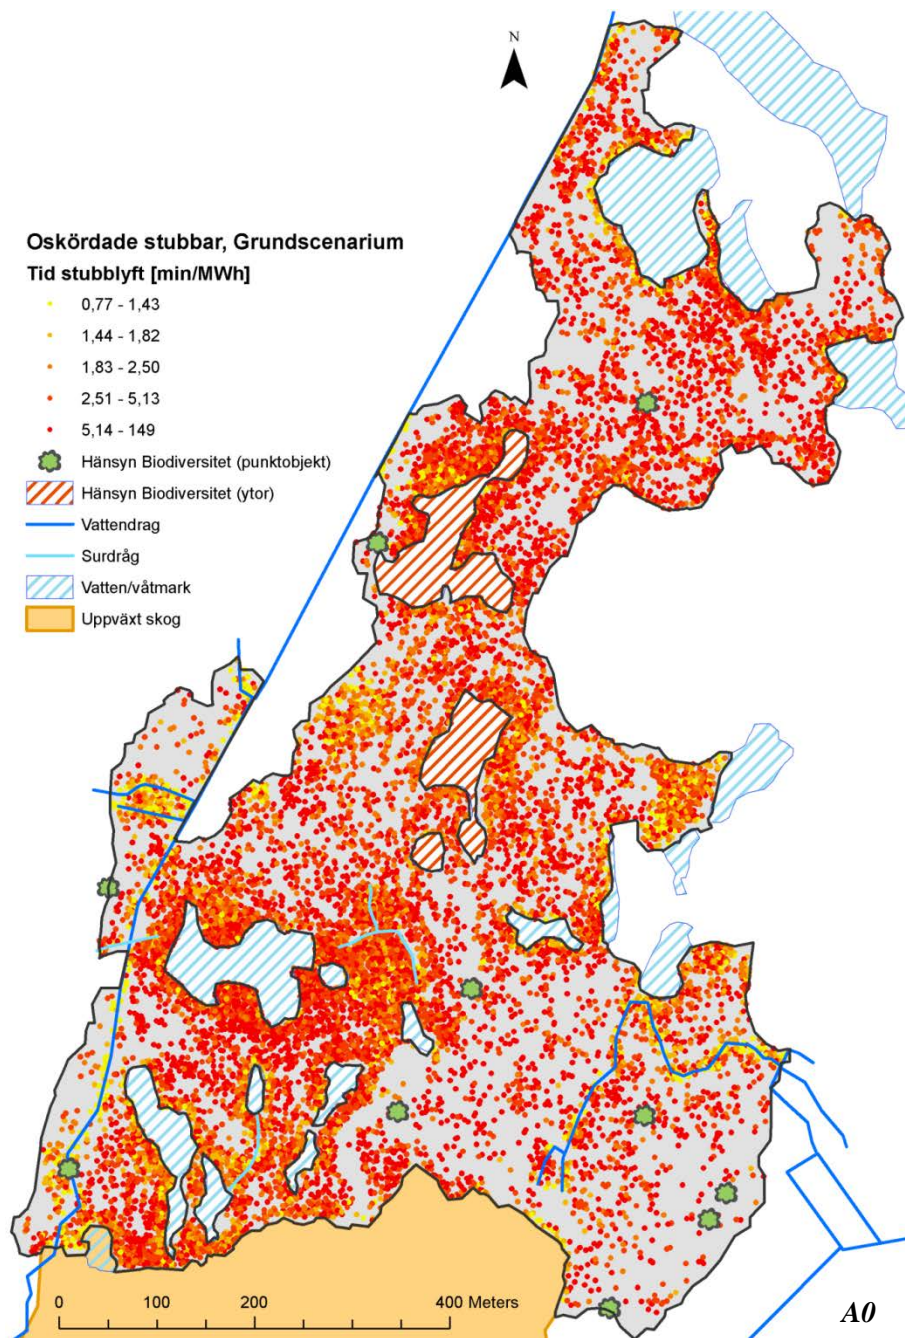 N
Oskördade stubbar, Grundscenarium
Tid stubblyft [min/MWh]
0,77 - 1,43
1,44 - 1,82
1,83 - 2,50
2,51 - 5,13
5,14 - 149
Hänsyn Biodiversitet (punktobjekt)
Hänsyn Biodiversitet (ytor)
Vattendrag
Surdråg
Vatten/våtmark
Uppväxt skog
0 100 200 400 Meters
A0